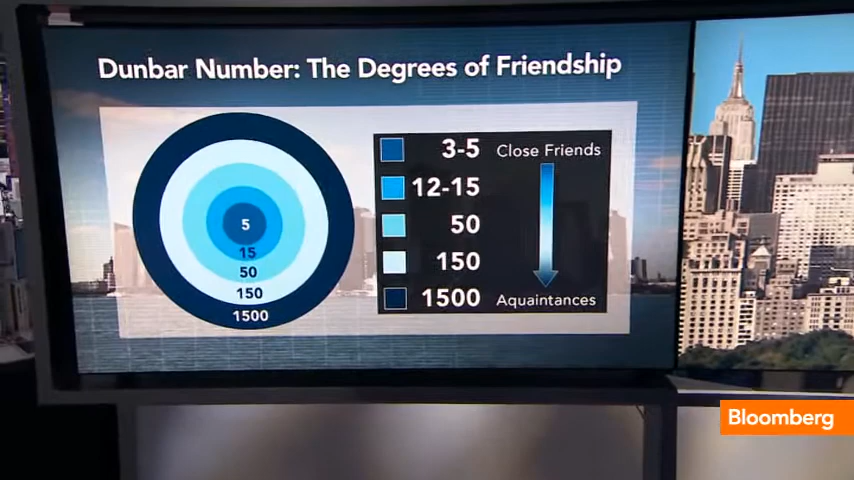 Dunbar Number: The Degrees of Friendship
5
15
50
150
1500
3-5 Close Friends
12-15
50
150
1500 Aquaintances
Bloomberg